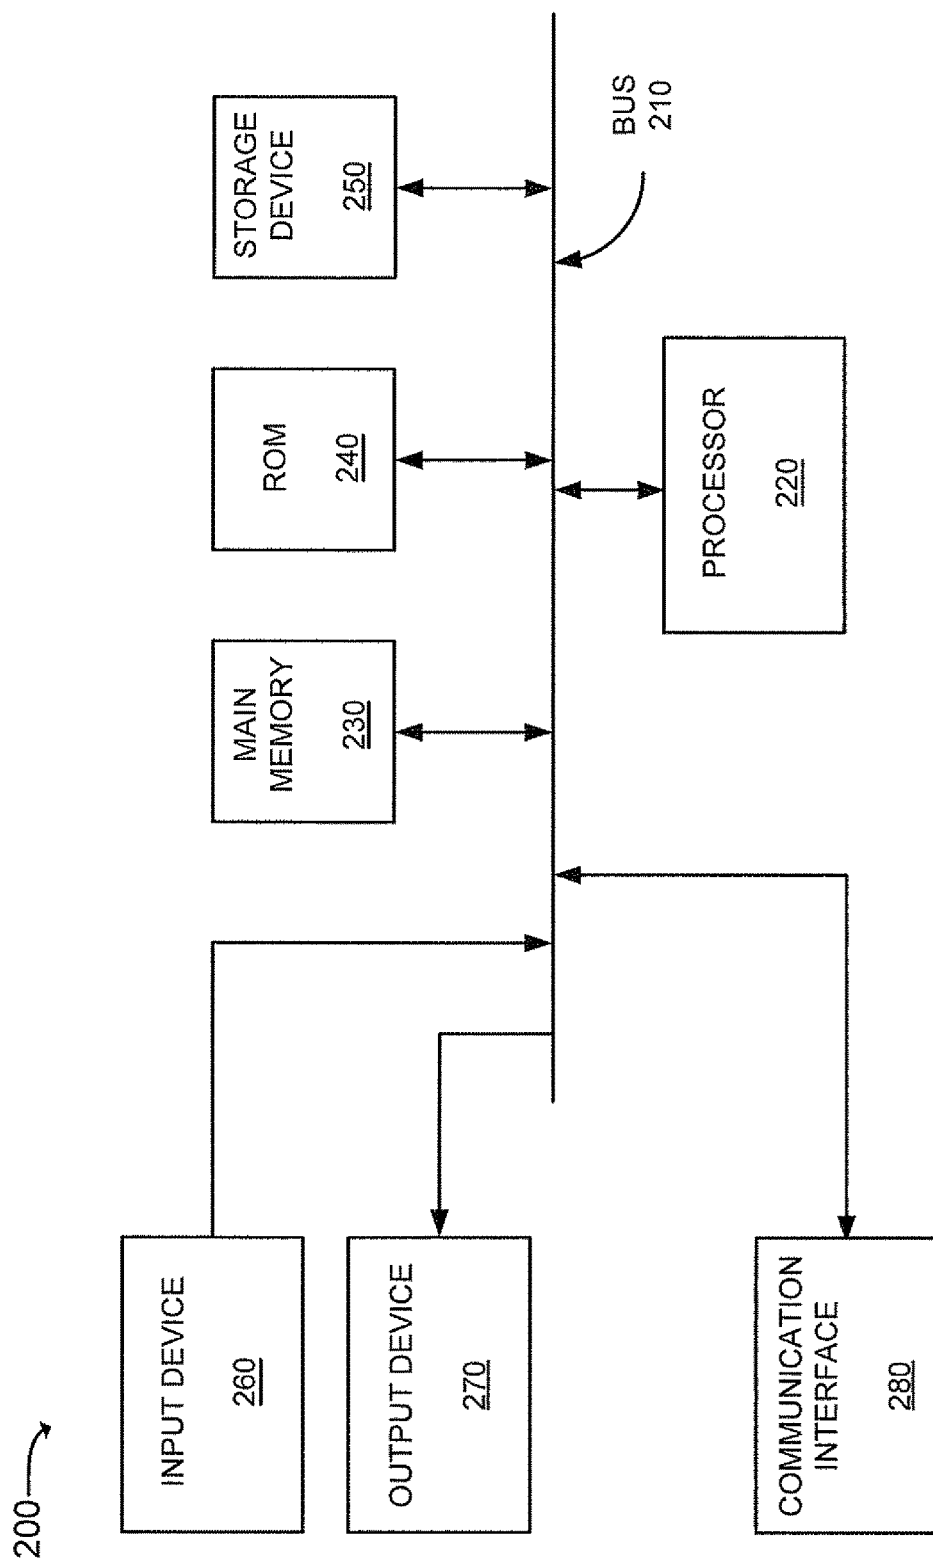 200
INPUT DEVICE
260
OUTPUT DEVICE
270
COMMUNICATION
INTERFACE
280
MAIN
MEMORY
230
ROM
240
STORAGE
DEVICE
250
PROCESSOR
220
BUS
210